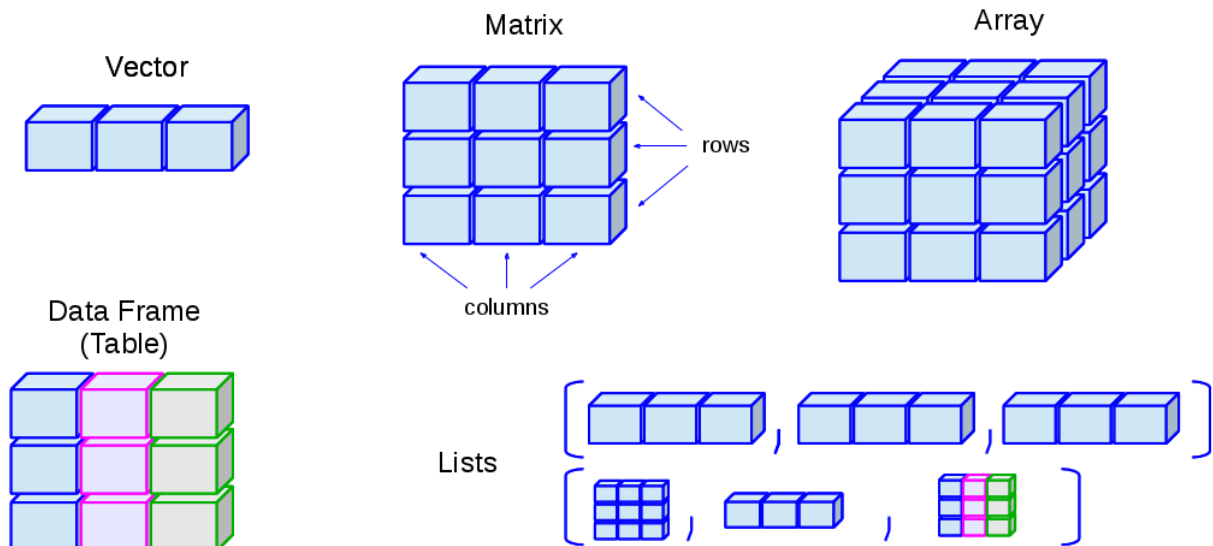 Vector
Matrix
Array
rows
columns
Data Frame
(Table)
Lists